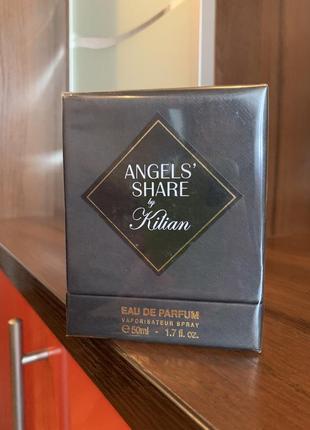 ANGELS'
SHARE
by
Kilian
EAU DE PARFUM
VAPORISATEUR SPRAY
℮50ml - 1.7 fl. oz.